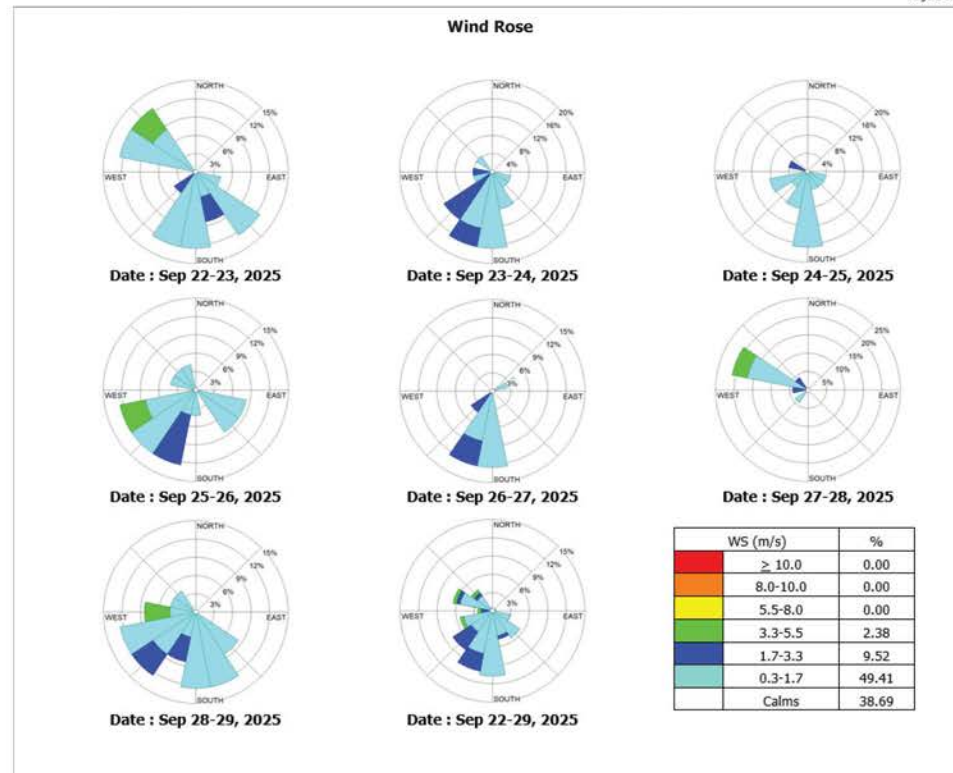 Wind Rose
NORTH
15%
12%
9%
6%
3%
WEST
EAST
SOUTH
Date : Sep 22-23, 2025
NORTH
20%
16%
12%
8%
4%
WEST
EAST
SOUTH
Date : Sep 23-24, 2025
NORTH
20%
16%
12%
8%
4%
WEST
EAST
SOUTH
Date : Sep 24-25, 2025
NORTH
15%
12%
9%
6%
3%
WEST
EAST
SOUTH
Date : Sep 25-26, 2025
NORTH
15%
12%
9%
6%
3%
WEST
EAST
SOUTH
Date : Sep 26-27, 2025
NORTH
25%
20%
15%
10%
5%
WEST
EAST
SOUTH
Date : Sep 27-28, 2025
NORTH
15%
12%
9%
6%
3%
WEST
EAST
SOUTH
Date : Sep 28-29, 2025
NORTH
15%
12%
9%
6%
3%
WEST
EAST
SOUTH
Date : Sep 22-29, 2025
WS (m/s) %
≥ 10.0 0.00
8.0-10.0 0.00
5.5-8.0 0.00
3.3-5.5 2.38
1.7-3.3 9.52
0.3-1.7 49.41
Calms 38.69